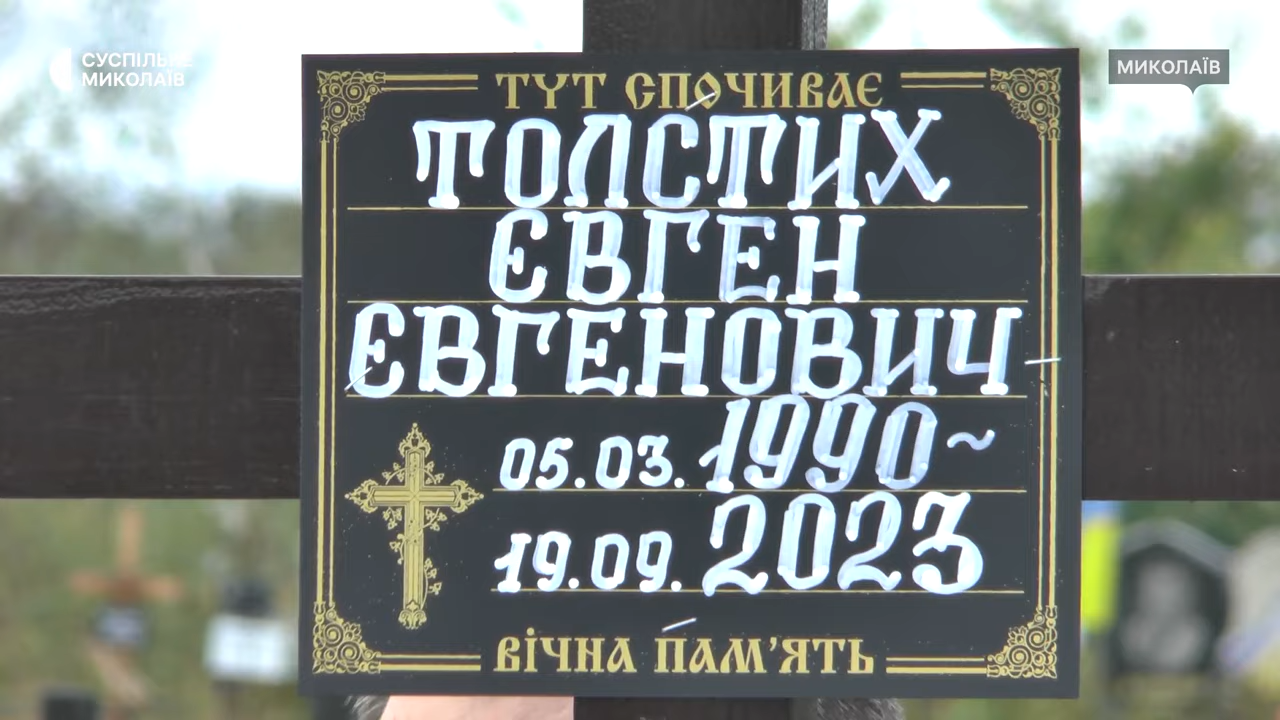 СУСПІЛЬНЕ
МИКОЛАЇВ
МИКОЛАЇВ
ТУТ СПОЧИВАЄ
ТОЛСТИХ
ЄВГЕН
ЄВГЕНОВИЧ
05.03.1990~
19.09.2023
ВІЧНА ПАМ'ЯТЬ